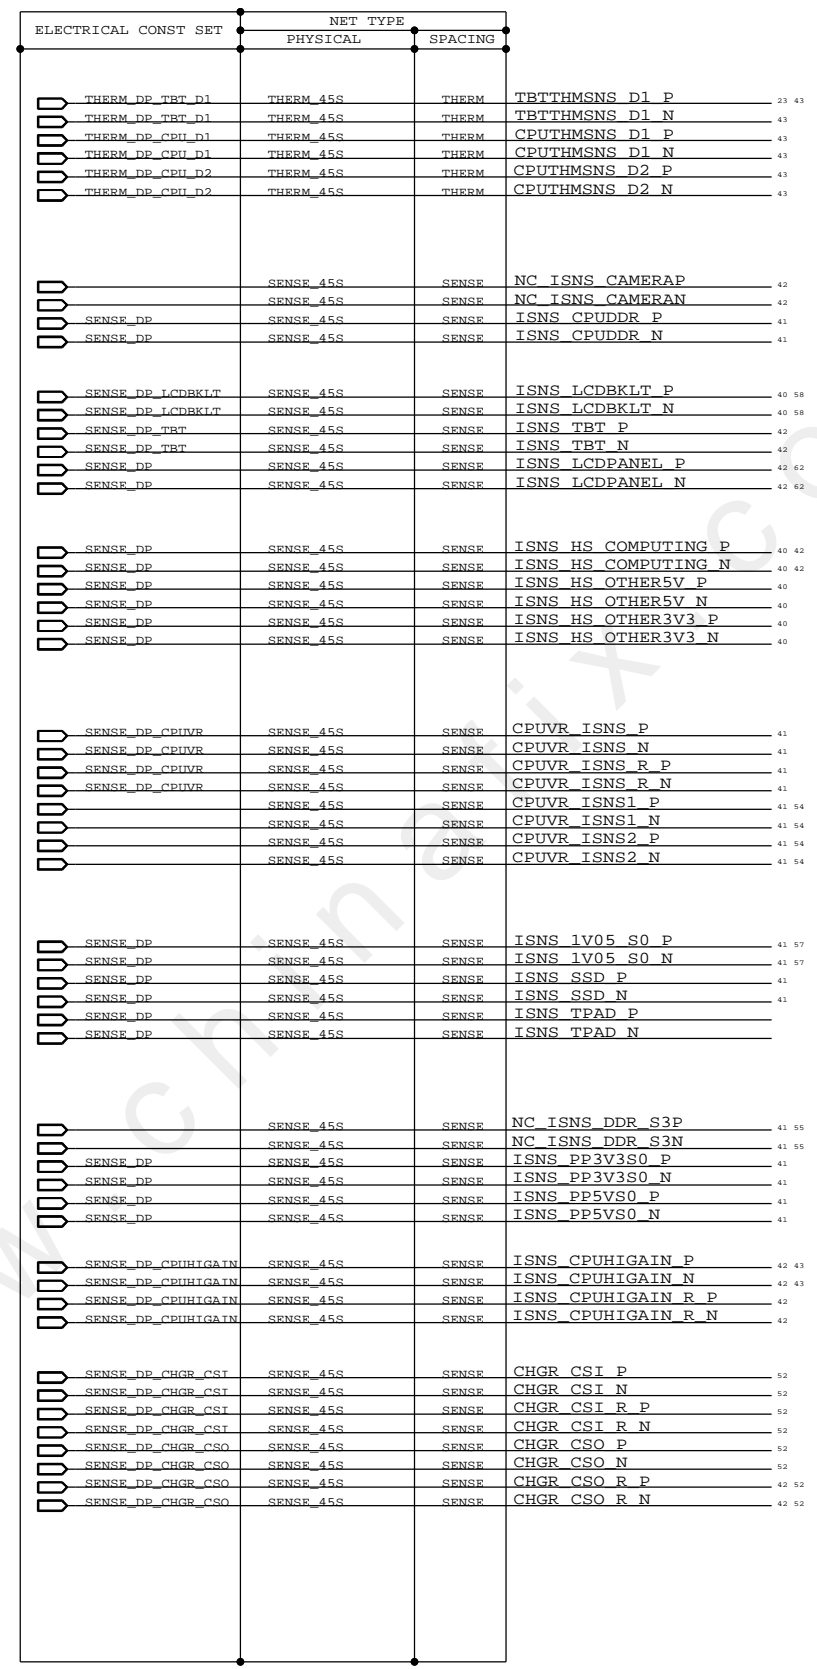 NET TYPE
ELECTRICAL CONST SET
PHYSICAL SPACING
THERM_DP_TBT_D1 THERM_45S THERM TBTTHMSNS_D1_P 23 43
THERM_DP_TBT_D1 THERM_45S THERM TBTTHMSNS_D1_N 43
THERM_DP_CPU_D1 THERM_45S THERM CPUTHMSNS_D1_P 43
THERM_DP_CPU_D1 THERM_45S THERM CPUTHMSNS_D1_N 43
THERM_DP_CPU_D2 THERM_45S THERM CPUTHMSNS_D2_P 43
THERM_DP_CPU_D2 THERM_45S THERM CPUTHMSNS_D2_N 43
SENSE_45S SENSE NC_ISNS_CAMERAP 42
SENSE_45S SENSE NC_ISNS_CAMERAN 42
SENSE_DP SENSE_45S SENSE ISNS_CPUDDR_P 41
SENSE_DP SENSE_45S SENSE ISNS_CPUDDR_N 41
SENSE_DP_LCDBKLT SENSE_45S SENSE ISNS_LCDBKLT_P 40 58
SENSE_DP_LCDBKLT SENSE_45S SENSE ISNS_LCDBKLT_N 40 58
SENSE_DP_TBT SENSE_45S SENSE ISNS_TBT_P 42
SENSE_DP_TBT SENSE_45S SENSE ISNS_TBT_N 42
SENSE_DP SENSE_45S SENSE ISNS_LCDPANEL_P 42 62
SENSE_DP SENSE_45S SENSE ISNS_LCDPANEL_N 42 62
SENSE_DP SENSE_45S SENSE ISNS_HS_COMPUTING_P 40 42
SENSE_DP SENSE_45S SENSE ISNS_HS_COMPUTING_N 40 42
SENSE_DP SENSE_45S SENSE ISNS_HS_OTHER5V_P 40
SENSE_DP SENSE_45S SENSE ISNS_HS_OTHER5V_N 40
SENSE_DP SENSE_45S SENSE ISNS_HS_OTHER3V3_P 40
SENSE_DP SENSE_45S SENSE ISNS_HS_OTHER3V3_N 40
SENSE_DP_CPUVR SENSE_45S SENSE CPUVR_ISNS_P 41
SENSE_DP_CPUVR SENSE_45S SENSE CPUVR_ISNS_N 41
SENSE_DP_CPUVR SENSE_45S SENSE CPUVR_ISNS_R_P 41
SENSE_DP_CPUVR SENSE_45S SENSE CPUVR_ISNS_R_N 41
SENSE_45S SENSE CPUVR_ISNS1_P 41 54
SENSE_45S SENSE CPUVR_ISNS1_N 41 54
SENSE_45S SENSE CPUVR_ISNS2_P 41 54
SENSE_45S SENSE CPUVR_ISNS2_N 41 54
SENSE_DP SENSE_45S SENSE ISNS_1V05_S0_P 41 57
SENSE_DP SENSE_45S SENSE ISNS_1V05_S0_N 41 57
SENSE_DP SENSE_45S SENSE ISNS_SSD_P 41
SENSE_DP SENSE_45S SENSE ISNS_SSD_N 41
SENSE_DP SENSE_45S SENSE ISNS_TPAD_P
SENSE_DP SENSE_45S SENSE ISNS_TPAD_N
SENSE_45S SENSE NC_ISNS_DDR_S3P 41 55
SENSE_45S SENSE NC_ISNS_DDR_S3N 41 55
SENSE_DP SENSE_45S SENSE ISNS_PP3V3S0_P 41
SENSE_DP SENSE_45S SENSE ISNS_PP3V3S0_N 41
SENSE_DP SENSE_45S SENSE ISNS_PP5VS0_P 41
SENSE_DP SENSE_45S SENSE ISNS_PP5VS0_N 41
SENSE_DP_CPUHIGAIN SENSE_45S SENSE ISNS_CPUHIGAIN_P 42 43
SENSE_DP_CPUHIGAIN SENSE_45S SENSE ISNS_CPUHIGAIN_N 42 43
SENSE_DP_CPUHIGAIN SENSE_45S SENSE ISNS_CPUHIGAIN_R_P 42
SENSE_DP_CPUHIGAIN SENSE_45S SENSE ISNS_CPUHIGAIN_R_N 42
SENSE_DP_CHGR_CSI SENSE_45S SENSE CHGR_CSI_P 52
SENSE_DP_CHGR_CSI SENSE_45S SENSE CHGR_CSI_N 52
SENSE_DP_CHGR_CSI SENSE_45S SENSE CHGR_CSI_R_P 52
SENSE_DP_CHGR_CSI SENSE_45S SENSE CHGR_CSI_R_N 52
SENSE_DP_CHGR_CSO SENSE_45S SENSE CHGR_CSO_P 52
SENSE_DP_CHGR_CSO SENSE_45S SENSE CHGR_CSO_N 52
SENSE_DP_CHGR_CSO SENSE_45S SENSE CHGR_CSO_R_P 42 52
SENSE_DP_CHGR_CSO SENSE_45S SENSE CHGR_CSO_R_N 42 52
w.chinafix.co